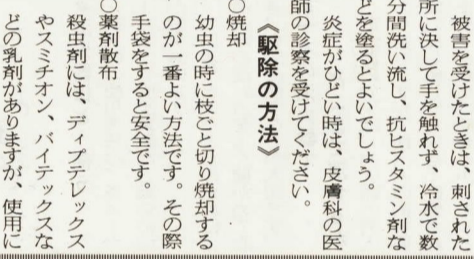 被害を受けたときは、刺された
所に決して手を触れず、冷水で数
分間洗い流し、抗ヒスタミン剤な
どを塗るとよいでしょう。
炎症がひどい時は、皮膚科の医
師の診察を受けてください。
《駆除の方法》
○焼却
幼虫の時に枝ごと切り焼却する
のが一番よい方法です。その際
手袋をすると安全です。
○薬剤散布
殺虫剤には、ディプテレックス
やスミチオン、バイテックスな
どの乳剤がありますが、使用に